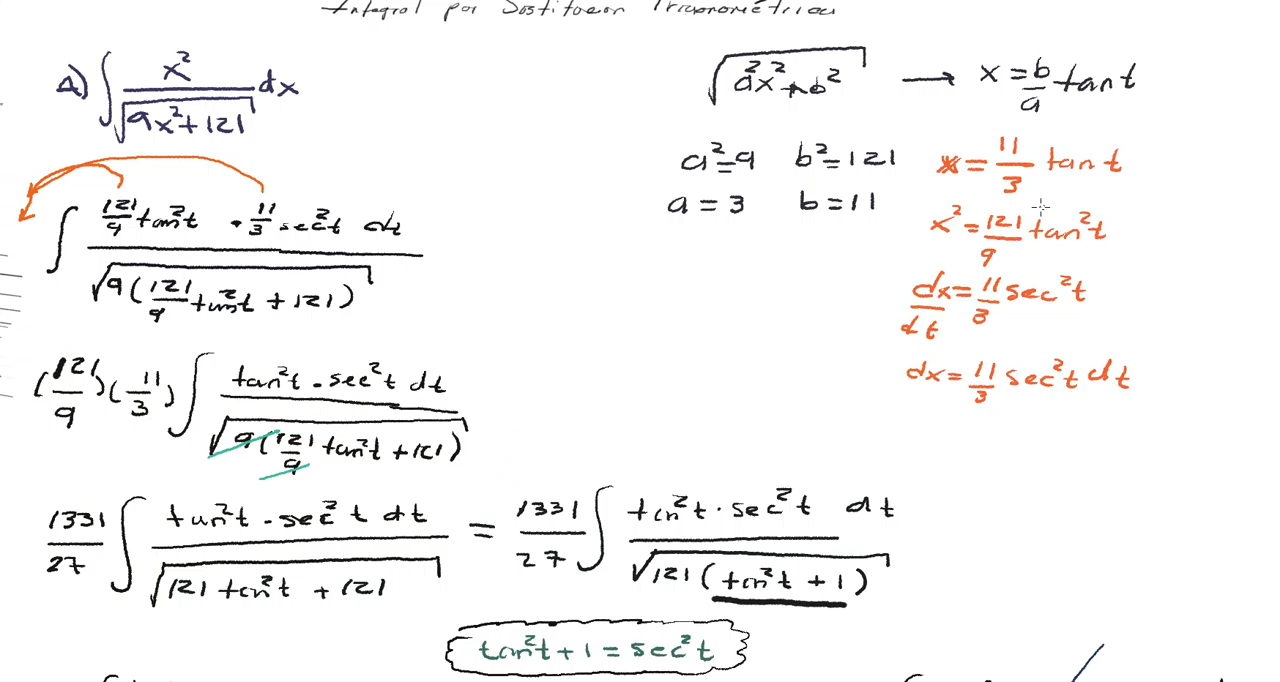 Integral por Sustitución Trigonométrica
A) ∫ x² / √(9x² + 121) dx
√(a²x² + b²) → x = b/a tan t
a² = 9 b² = 121
a = 3 b = 11
x = 11/3 tan t
x² = 121/9 tan² t
dx/dt = 11/3 sec² t
dx = 11/3 sec² t dt
∫ 121/9 tan² t · 11/3 sec² t dt / √(9(121/9 tan² t + 121)
(121/9)(11/3) ∫ tan² t · sec² t dt / √(9(121/9 tan² t + 121)
1331/27 ∫ tan² t · sec² t dt / √(121 tan² t + 121) = 1331/27 ∫ tan² t · sec² t dt / √(121(tan² t + 1))
tan² t + 1 = sec² t